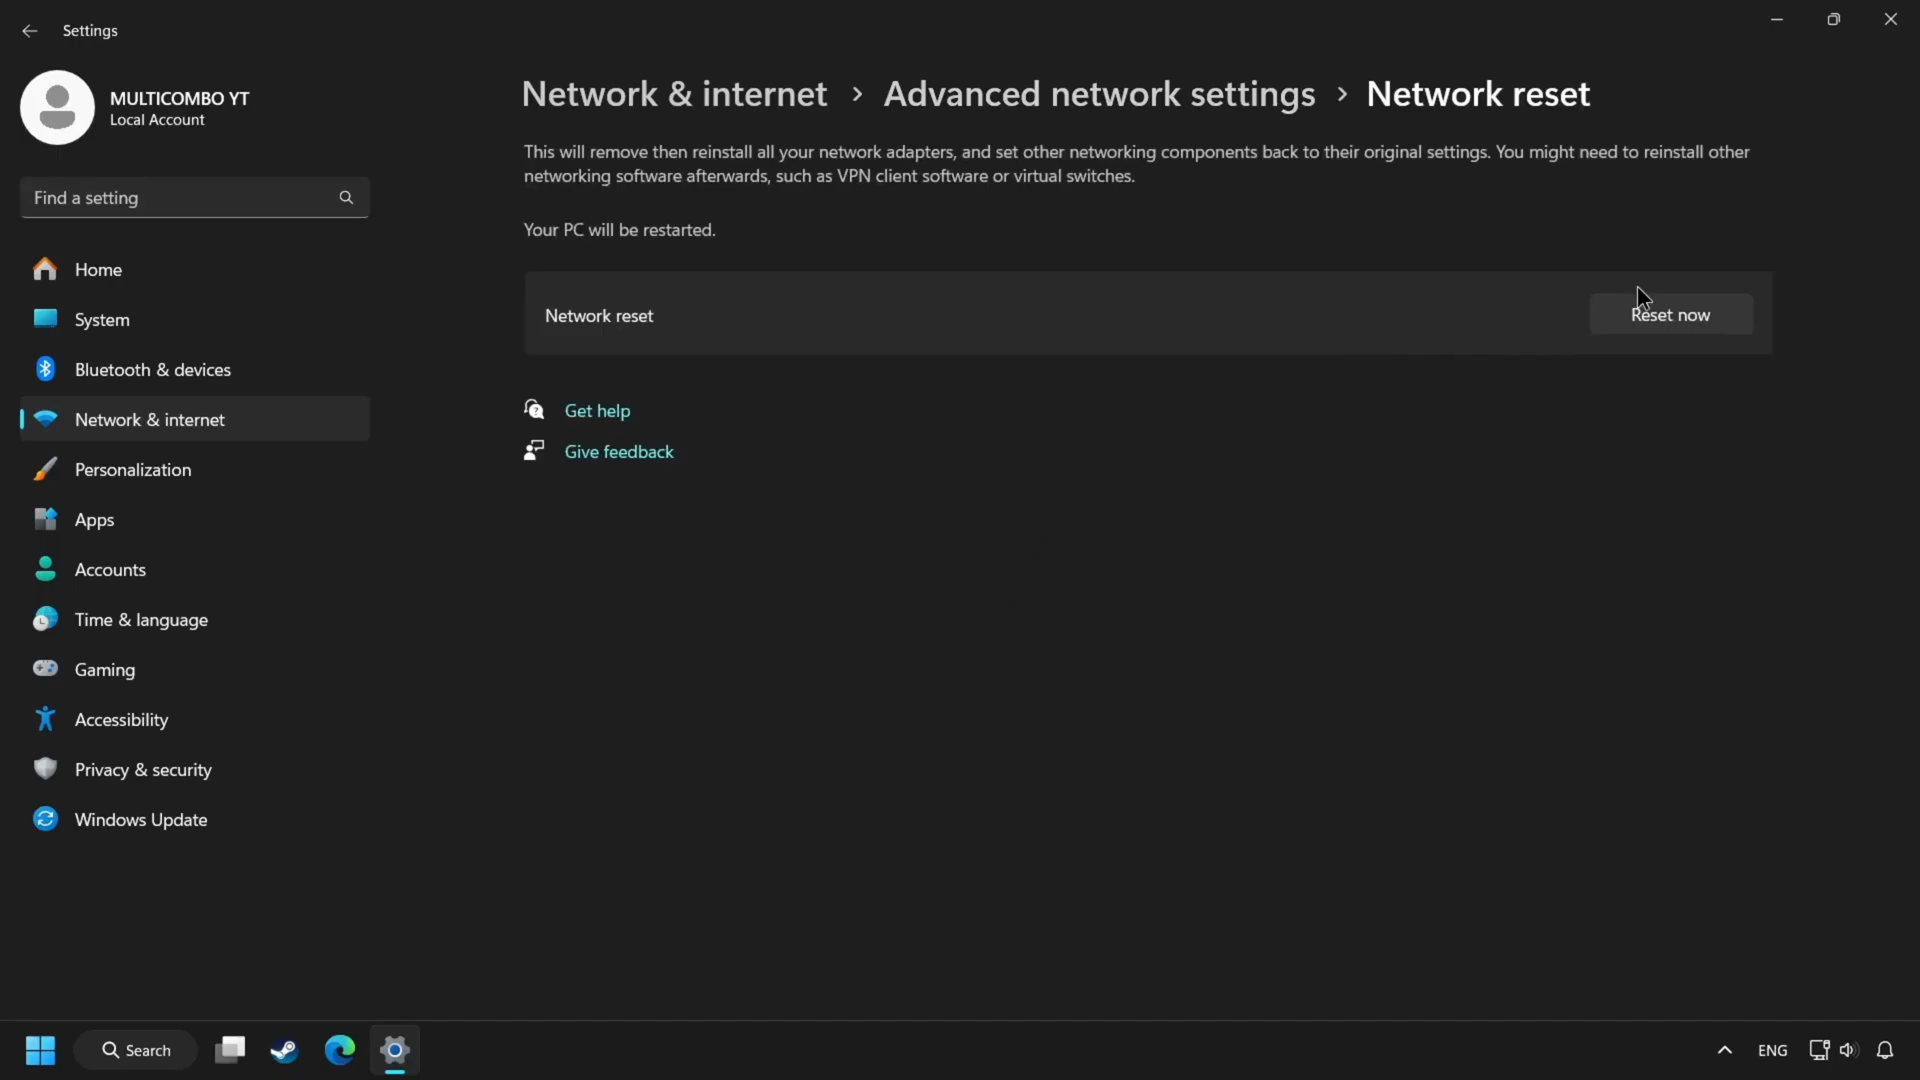 Settings
MULTICOMBO YT
Local Account
Find a setting
Home
System
Bluetooth & devices
Network & internet
Personalization
Apps
Accounts
Time & language
Gaming
Accessibility
Privacy & security
Windows Update
Network & internet > Advanced network settings > Network reset
This will remove then reinstall all your network adapters, and set other networking components back to their original settings. You might need to reinstall other
networking software afterwards, such as VPN client software or virtual switches.
Your PC will be restarted.
Network reset
Reset now
Get help
Give feedback
Search
ENG